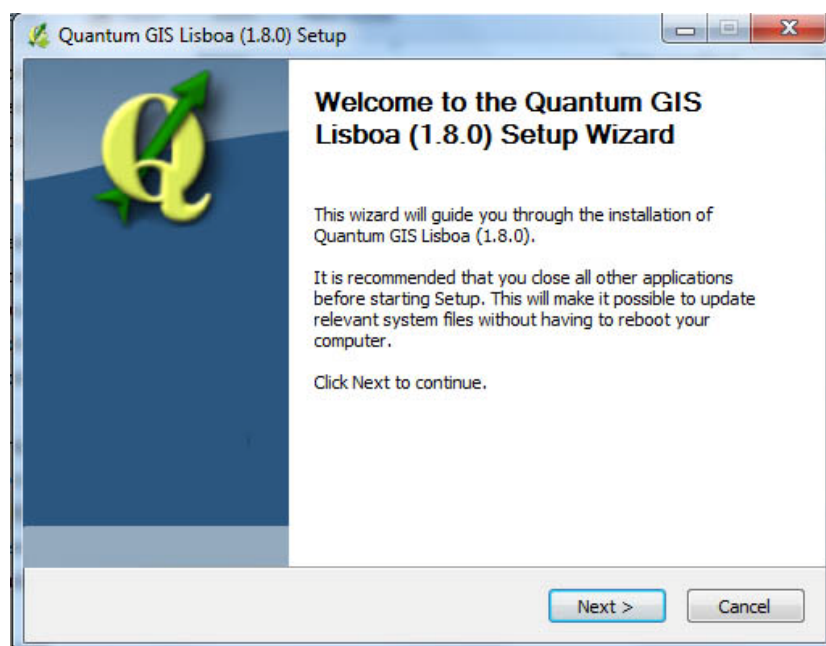 Quantum GIS Lisboa (1.8.0) Setup
Welcome to the Quantum GIS
Lisboa (1.8.0) Setup Wizard
This wizard will guide you through the installation of
Quantum GIS Lisboa (1.8.0).
It is recommended that you close all other applications
before starting Setup. This will make it possible to update
relevant system files without having to reboot your
computer.
Click Next to continue.
Next >
Cancel